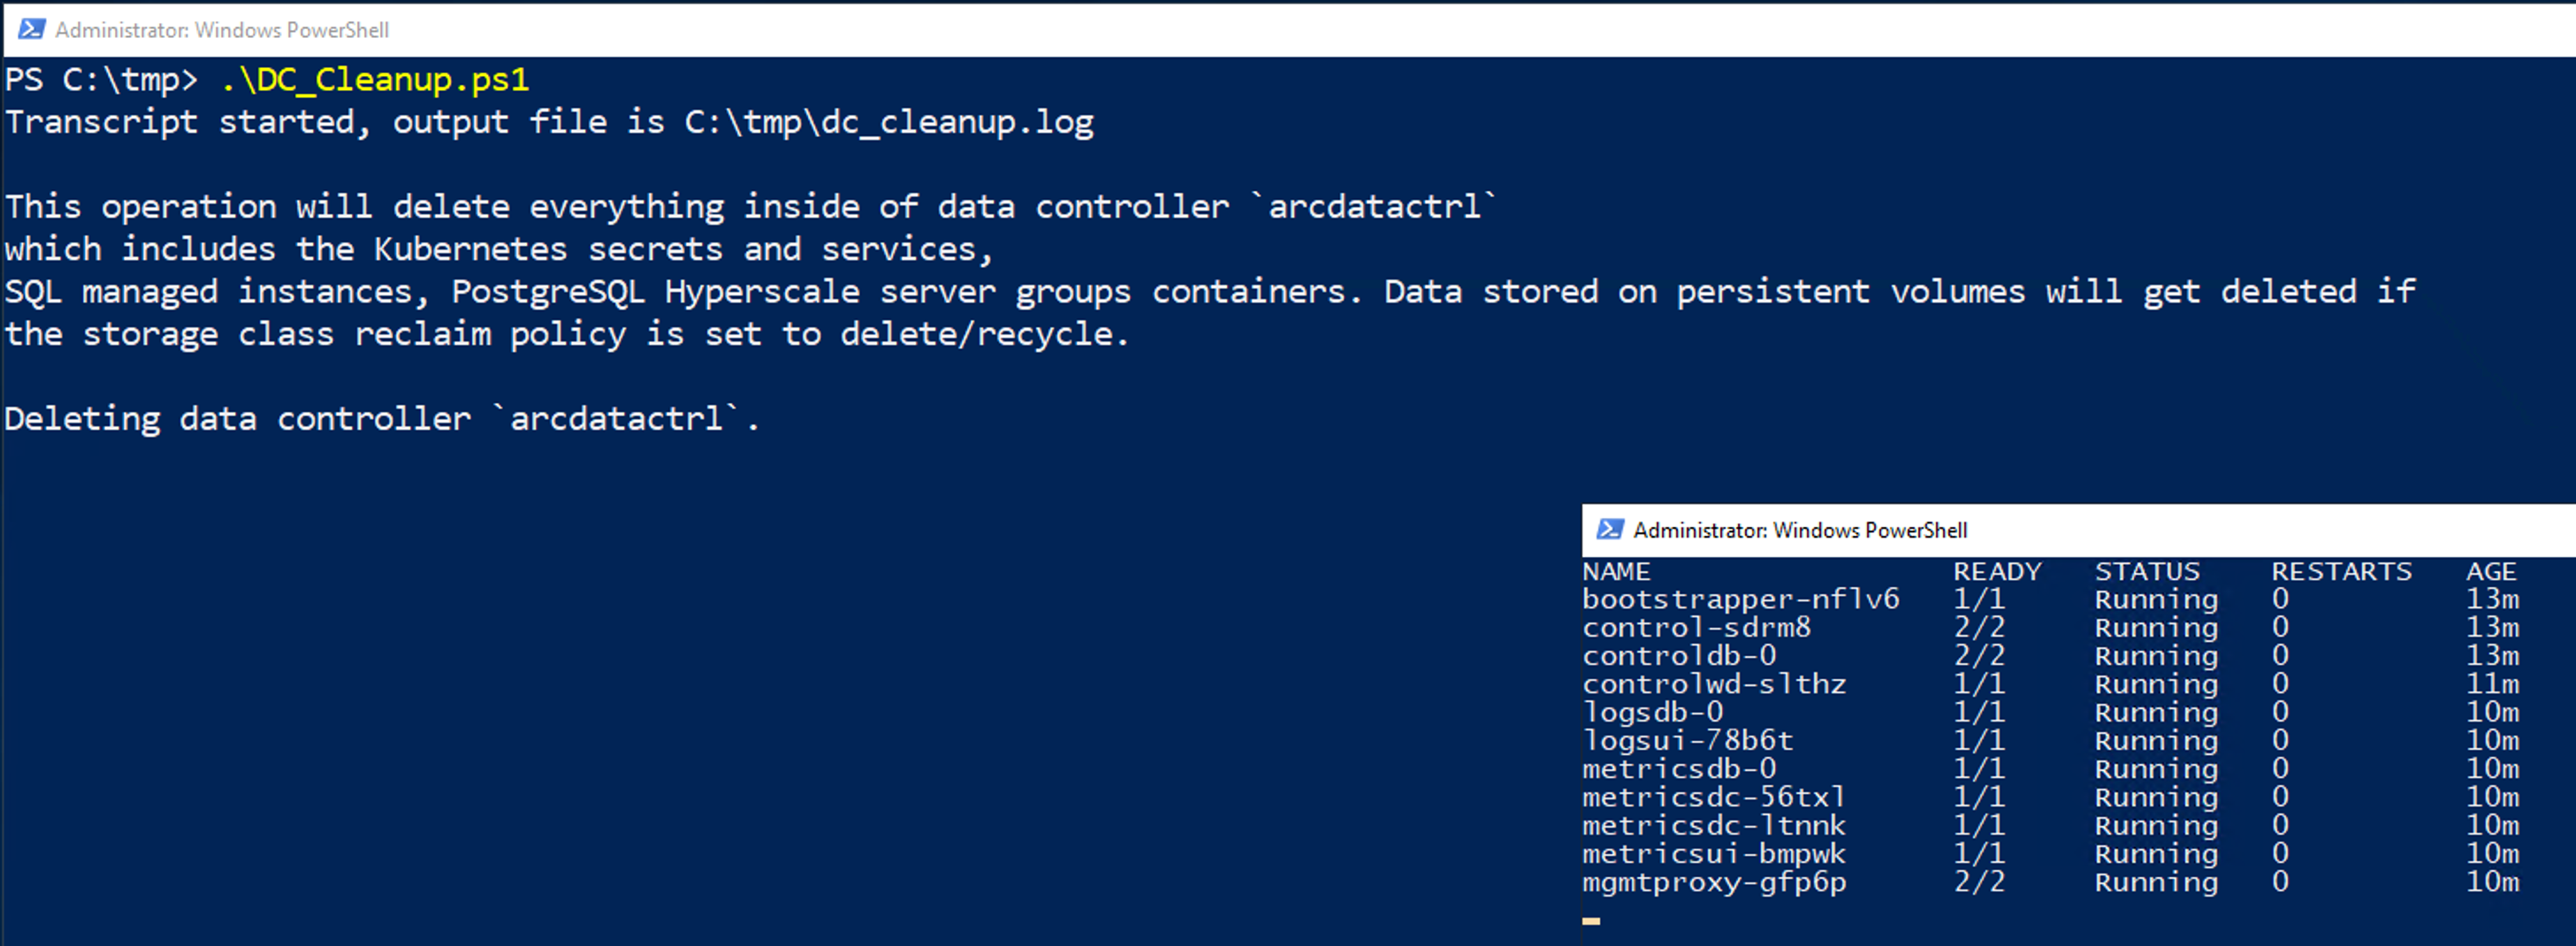 Administrator: Windows PowerShell
PS C:\tmp> .\DC_Cleanup.ps1
Transcript started, output file is C:\tmp\dc_cleanup.log
This operation will delete everything inside of data controller `arcdatactrl`
which includes the Kubernetes secrets and services,
SQL managed instances, PostgreSQL Hyperscale server groups containers. Data stored on persistent volumes will get deleted if
the storage class reclaim policy is set to delete/recycle.
Deleting data controller `arcdatactrl`.
Administrator: Windows PowerShell
NAME READY STATUS RESTARTS AGE
bootstrapper-nflv6 1/1 Running 0 13m
control-sdrm8 2/2 Running 0 13m
controldb-0 2/2 Running 0 13m
controlwd-slthz 1/1 Running 0 11m
logsdb-0 1/1 Running 0 10m
logsui-78b6t 1/1 Running 0 10m
metricsdb-0 1/1 Running 0 10m
metricsdc-56txl 1/1 Running 0 10m
metricsdc-ltnnk 1/1 Running 0 10m
metricsui-bmpwk 1/1 Running 0 10m
mgmtproxy-gfp6p 2/2 Running 0 10m